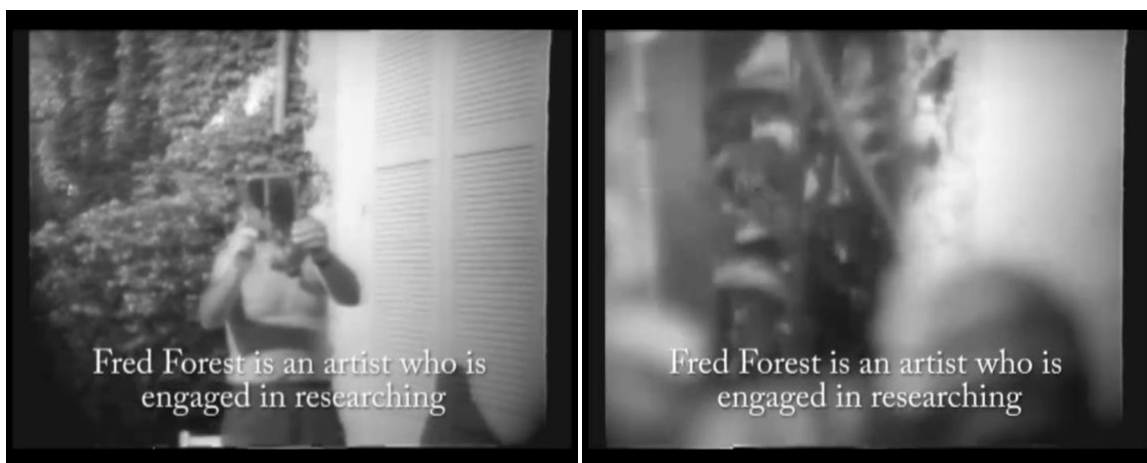 Fred Forest is an artist who is
engaged in researching
Fred Forest is an artist who is
engaged in researching